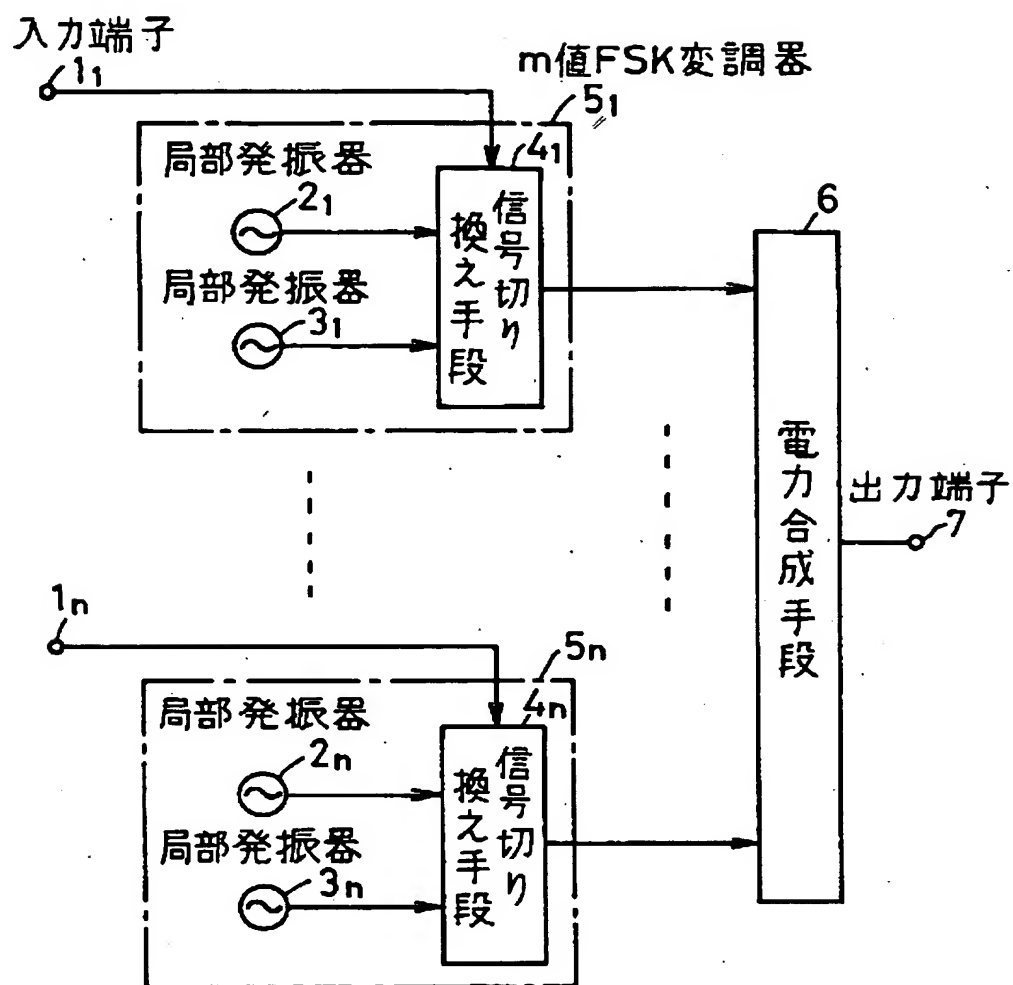 入力端子
1₁
m値FSK変調器
5₁
局部発振器
2₁
局部発振器
3₁
4₁
信号切り
換え手段
6
電力合成手段
出力端子
7
1n
5n
局部発振器
2n
局部発振器
3n
4n
信号切り
換え手段